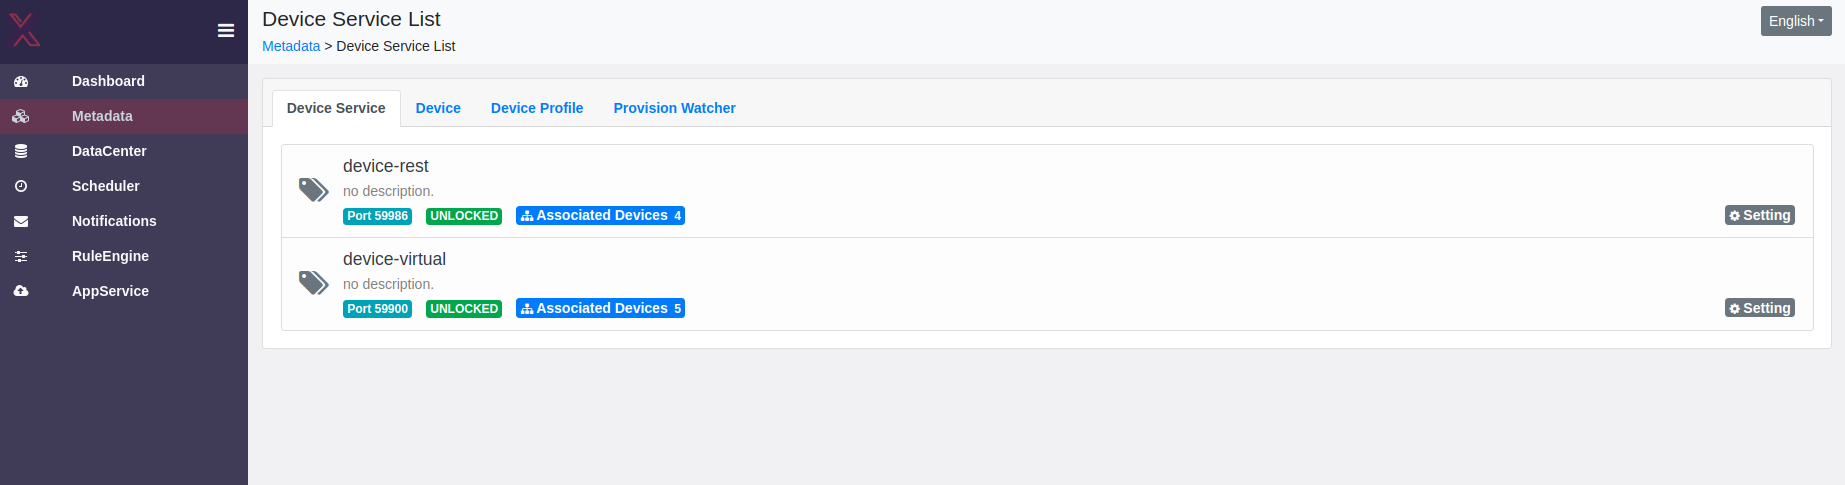 Device Service List
English
Metadata > Device Service List
Dashboard
Metadata
DataCenter
Scheduler
Notifications
RuleEngine
AppService
Device Service Device Device Profile Provision Watcher
device-rest
no description.
Port 59986 UNLOCKED Associated Devices 4 Setting
device-virtual
no description.
Port 59900 UNLOCKED Associated Devices 5 Setting